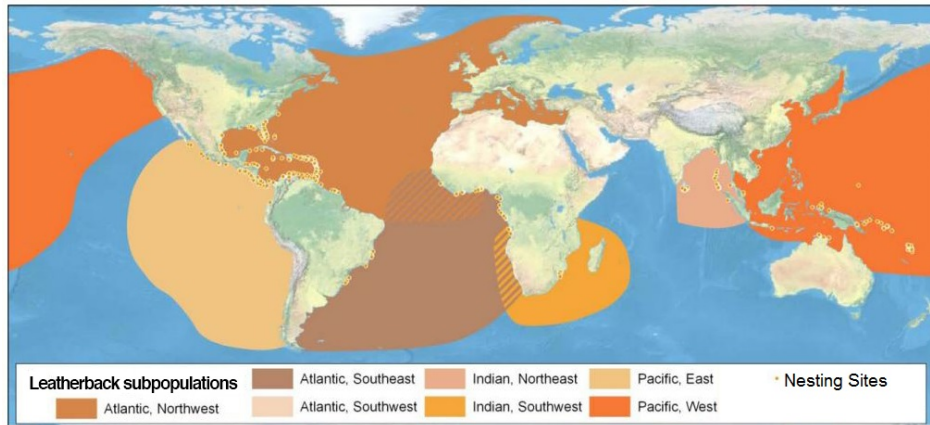 Leatherback subpopulations
Atlantic, Northwest
Atlantic, Southeast
Atlantic, Southwest
Indian, Northeast
Indian, Southwest
Pacific, East
Pacific, West
Nesting Sites